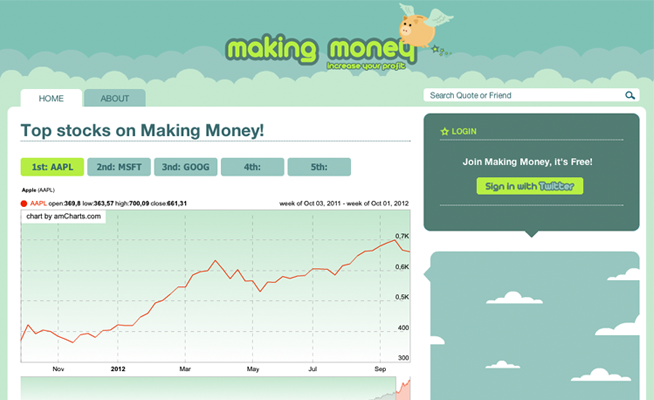 making money
increase your profit
HOME
ABOUT
Search Quote or Friend
Top stocks on Making Money!
1st: AAPL
2nd: MSFT
3nd: GOOG
4th:
5th:
Apple (AAPL)
AAPL open:369,8 low:363,57 high:700,09 close:661,31
week of Oct 03, 2011 - week of Oct 01, 2012
chart by amCharts.com
0,7K
0,6K
0,5K
400
300
Nov
2012
Mar
May
Jul
Sep
LOGIN
Join Making Money, it's Free!
Sign in with Twitter